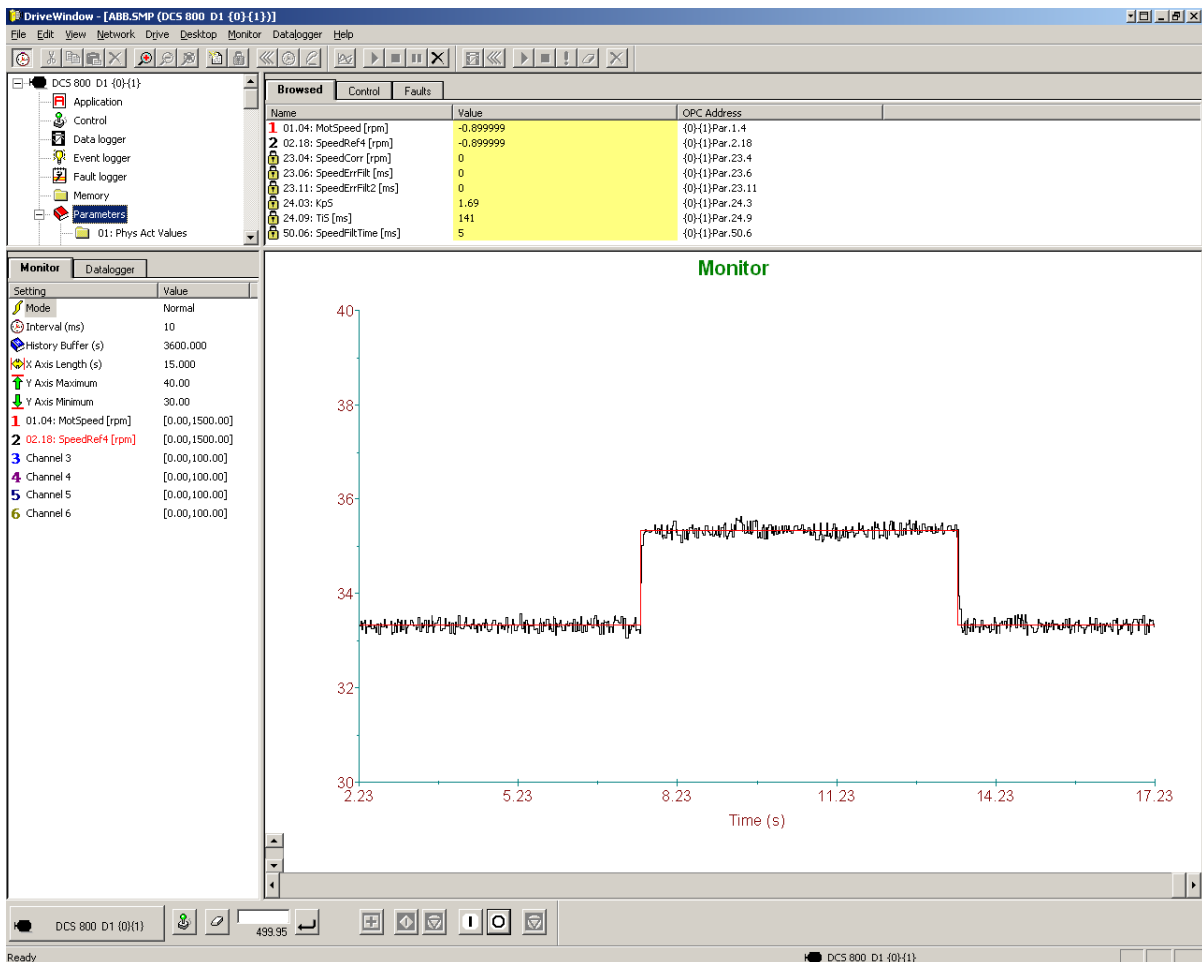 DriveWindow - [ABB.SMP (DCS 800 D1 {0}{1})]
File Edit View Network Drive Desktop Monitor Datalogger Help
DCS 800 D1 {0}{1}
Application
Control
Data logger
Event logger
Fault logger
Memory
Parameters
01: Phys Act Values
Browsed Control Faults
Name Value OPC Address
1 01.04: MotSpeed [rpm] -0.899999 {0}{1}Par.1.4
2 02.18: SpeedRef4 [rpm] -0.899999 {0}{1}Par.2.18
23.04: SpeedCorr [rpm] 0 {0}{1}Par.23.4
23.06: SpeedErrFilt [ms] 0 {0}{1}Par.23.6
23.11: SpeedErrFilt2 [ms] 0 {0}{1}Par.23.11
24.03: KpS 1.69 {0}{1}Par.24.3
24.09: TiS [ms] 141 {0}{1}Par.24.9
50.06: SpeedFiltTime [ms] 5 {0}{1}Par.50.6
Monitor Datalogger
Setting Value
Mode Normal
Interval (ms) 10
History Buffer (s) 3600.000
X Axis Length (s) 15.000
Y Axis Maximum 40.00
Y Axis Minimum 30.00
1 01.04: MotSpeed [rpm] [0.00,1500.00]
2 02.18: SpeedRef4 [rpm] [0.00,1500.00]
3 Channel 3 [0.00,100.00]
4 Channel 4 [0.00,100.00]
5 Channel 5 [0.00,100.00]
6 Channel 6 [0.00,100.00]
Monitor
40
38
36
34
32
30
2.23 5.23 8.23 11.23 14.23 17.23
Time (s)
DCS 800 D1 {0}{1}
499.95
Ready
DCS 800 D1 {0}{1}